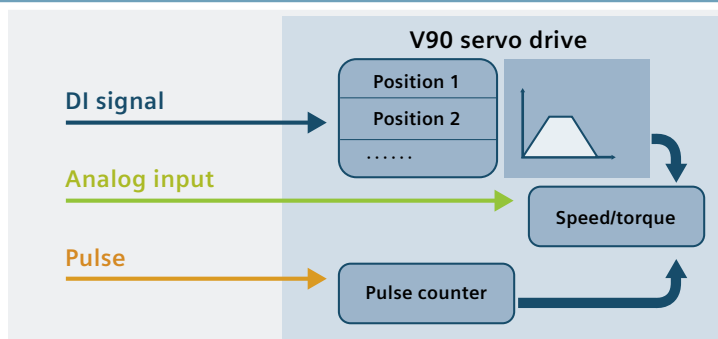 V90 servo drive
DI signal
Position 1
Position 2
......
Analog input
Speed/torque
Pulse
Pulse counter